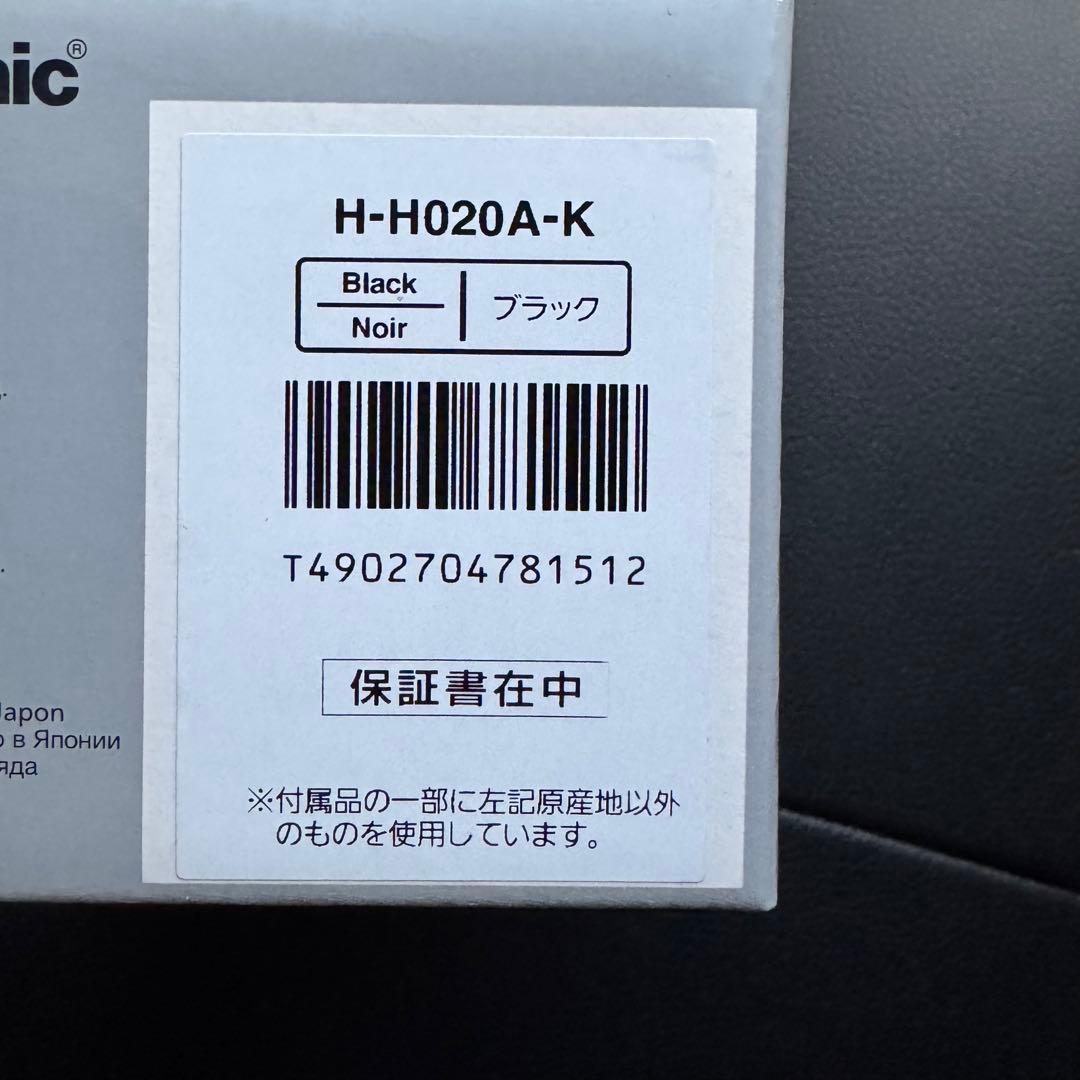 nic®
H-H020A-K
Black
Noir
ブラック
T4902704781512
保証書在中
Japon
в Японии
яда
※付属品の一部に左記原産地以外
のものを使用しています。